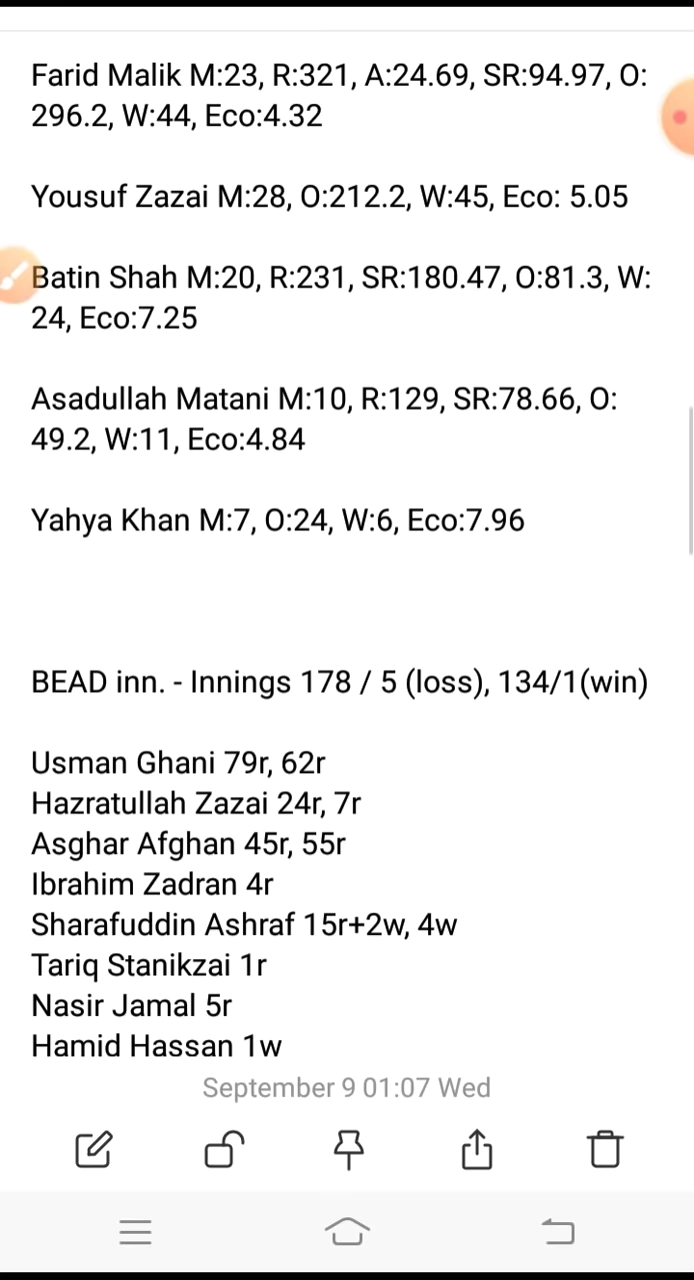 Farid Malik M:23, R:321, A:24.69, SR:94.97, O:
296.2, W:44, Eco:4.32
Yousuf Zazai M:28, O:212.2, W:45, Eco: 5.05
Batin Shah M:20, R:231, SR:180.47, O:81.3, W:
24, Eco:7.25
Asadullah Matani M:10, R:129, SR:78.66, O:
49.2, W:11, Eco:4.84
Yahya Khan M:7, O:24, W:6, Eco:7.96
BEAD inn. - Innings 178 / 5 (loss), 134/1(win)
Usman Ghani 79r, 62r
Hazratullah Zazai 24r, 7r
Asghar Afghan 45r, 55r
Ibrahim Zadran 4r
Sharafuddin Ashraf 15r+2w, 4w
Tariq Stanikzai 1r
Nasir Jamal 5r
Hamid Hassan 1w
September 9 01:07 Wed